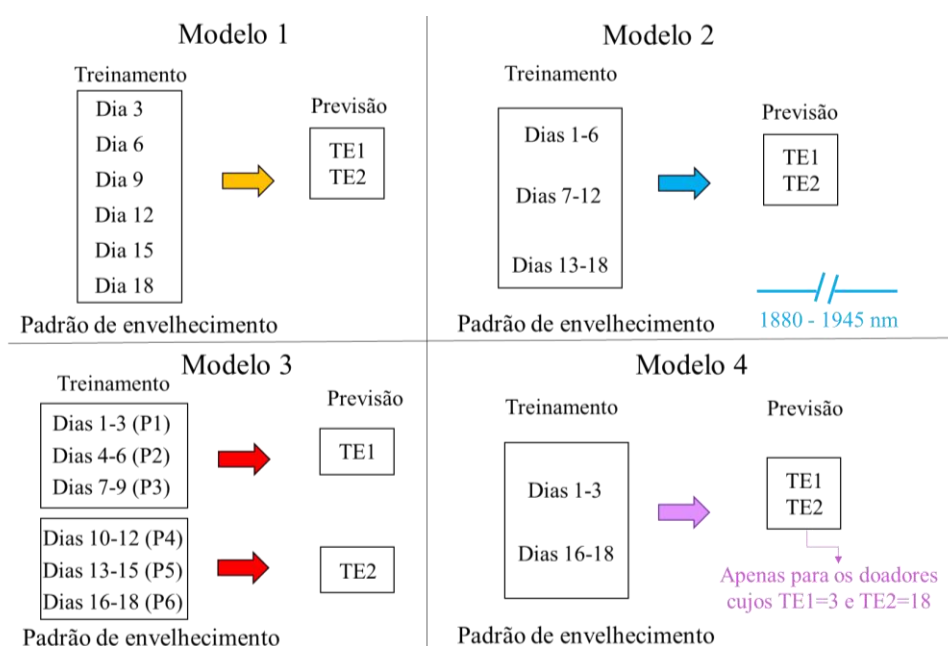 Modelo 1
Treinamento
Dia 3
Dia 6
Dia 9
Dia 12
Dia 15
Dia 18
Previsão
TE1
TE2
Padrão de envelhecimento
Modelo 2
Treinamento
Dias 1-6
Dias 7-12
Dias 13-18
Previsão
TE1
TE2
1880 - 1945 nm
Padrão de envelhecimento
Modelo 3
Treinamento
Dias 1-3 (P1)
Dias 4-6 (P2)
Dias 7-9 (P3)
Previsão
TE1
Dias 10-12 (P4)
Dias 13-15 (P5)
Dias 16-18 (P6)
TE2
Padrão de envelhecimento
Modelo 4
Treinamento
Dias 1-3
Dias 16-18
Previsão
TE1
TE2
Apenas para os doadores
cujos TE1=3 e TE2=18
Padrão de envelhecimento